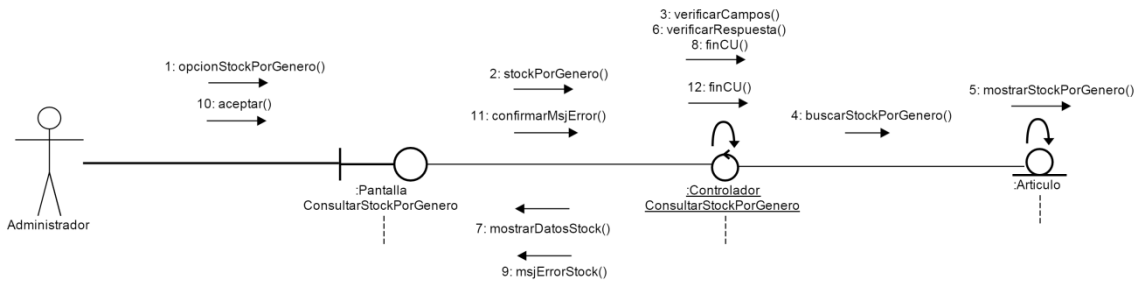 3: verificarCampos()
6: verificarRespuesta()
8: finCU()
1: opcionStockPorGenero()
2: stockPorGenero()
12: finCU()
5: mostrarStockPorGenero()
10: aceptar()
11: confirmarMsjError()
4: buscarStockPorGenero()
:Pantalla
ConsultarStockPorGenero
:Controlador
ConsultarStockPorGenero
:Articulo
Administrador
7: mostrarDatosStock()
9: msjErrorStock()